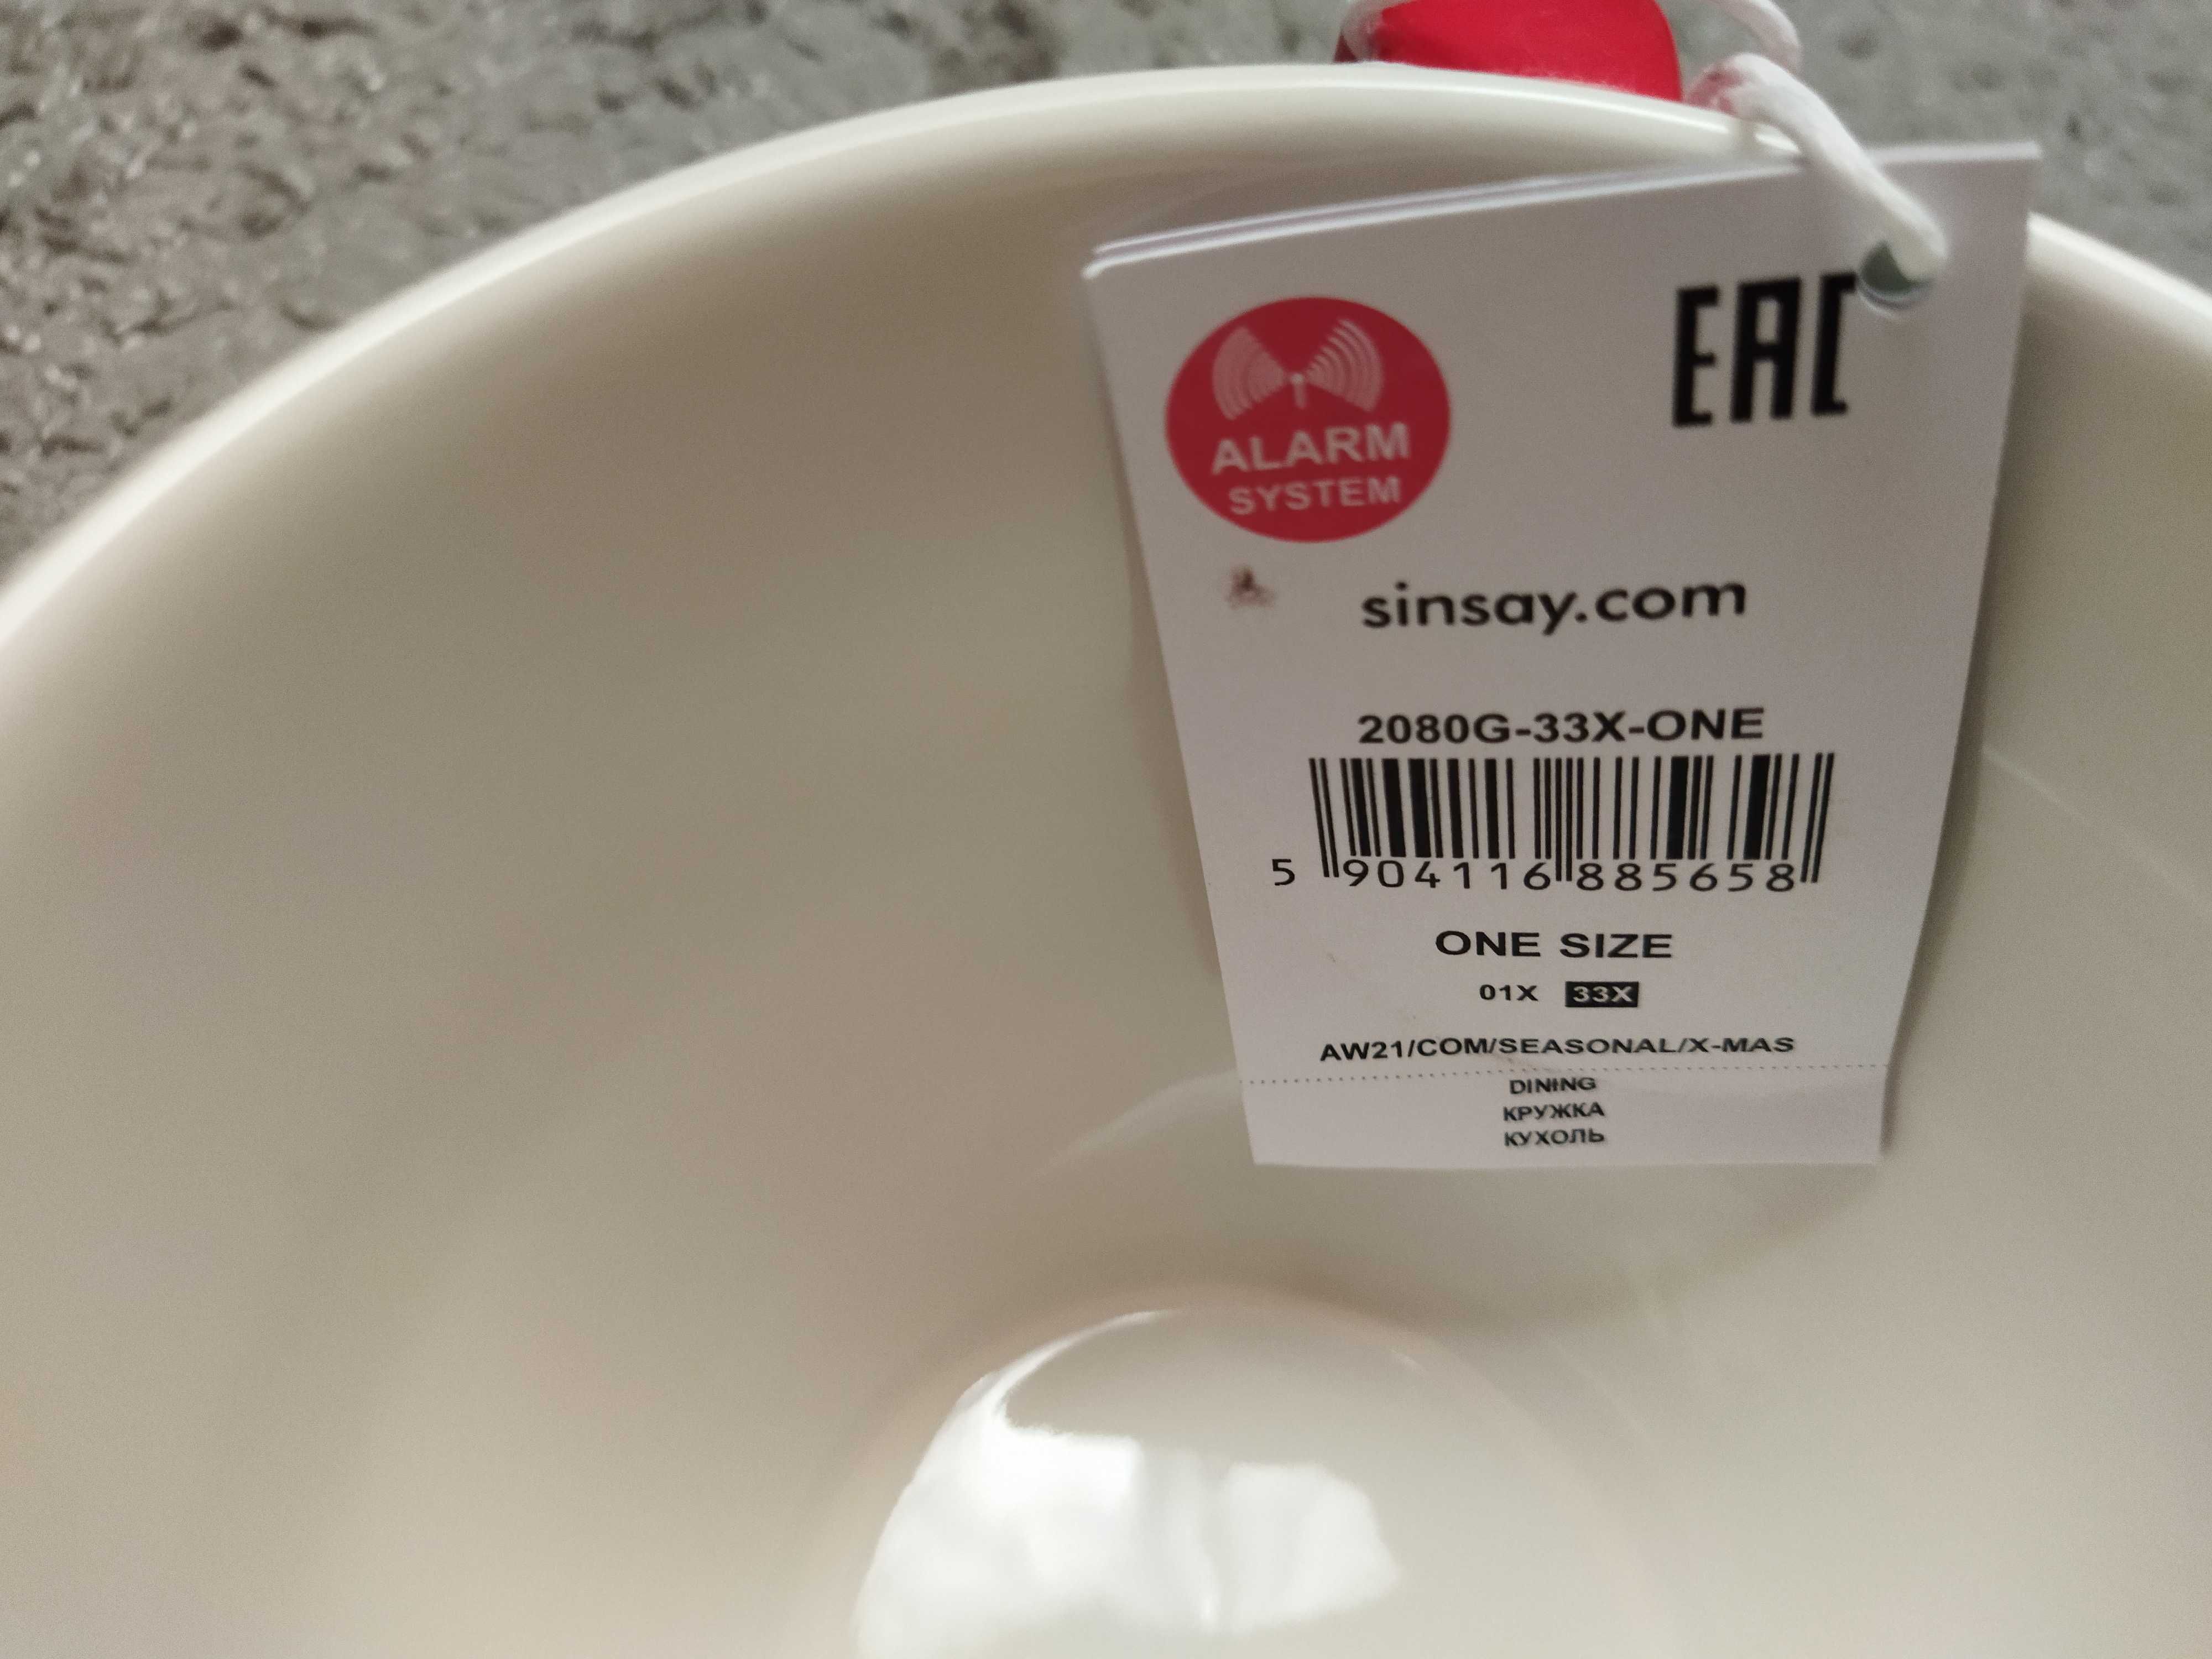 EAC
ALARM
SYSTEM
sinsay.com
2080G-33X-ONE
5 904116 885658
ONE SIZE
01X 33X
AW21/COM/SEASONAL/X-MAS
DINING
КРУЖКА
КУХОЛЬ